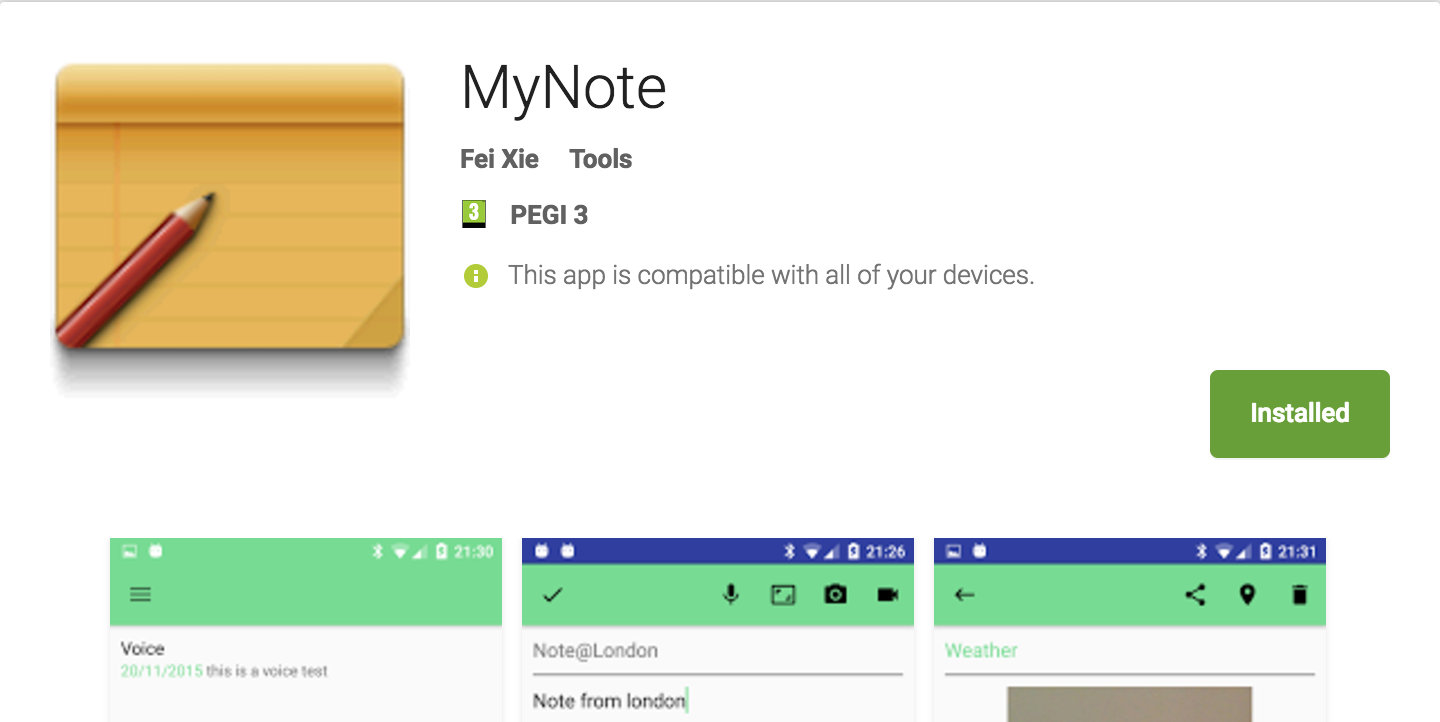 MyNote
Fei Xie Tools
3 PEGI 3
This app is compatible with all of your devices.
Installed
21:30
Voice
20/11/2015 this is a voice test
21:26
Note@London
Note from london
21:31
Weather